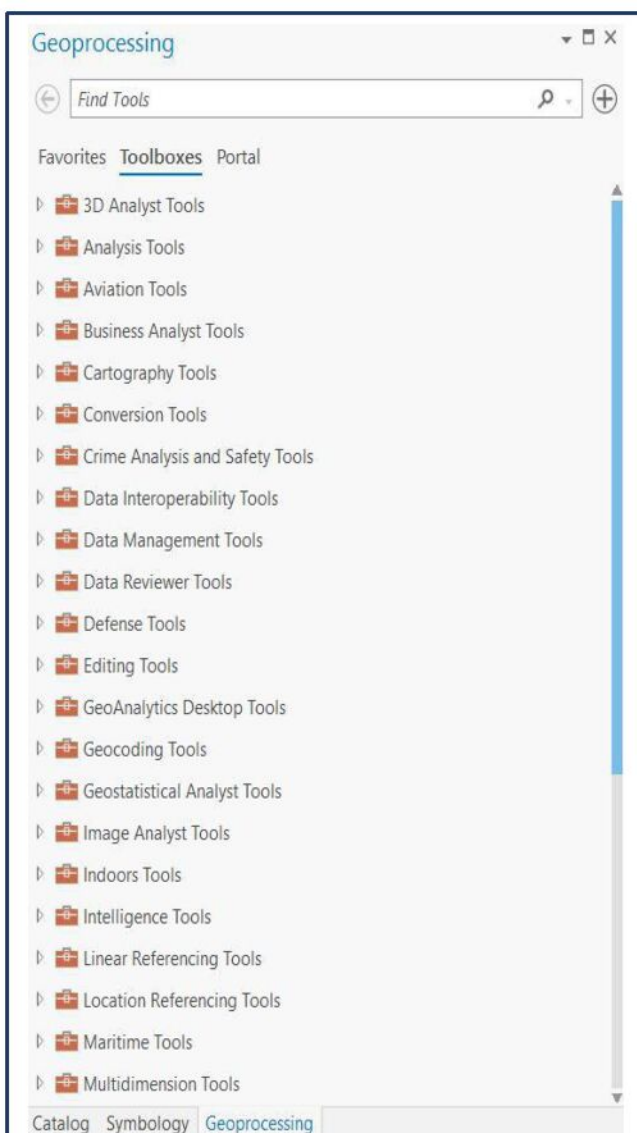 Geoprocessing
Find Tools
Favorites Toolboxes Portal
3D Analyst Tools
Analysis Tools
Aviation Tools
Business Analyst Tools
Cartography Tools
Conversion Tools
Crime Analysis and Safety Tools
Data Interoperability Tools
Data Management Tools
Data Reviewer Tools
Defense Tools
Editing Tools
GeoAnalytics Desktop Tools
Geocoding Tools
Geostatistical Analyst Tools
Image Analyst Tools
Indoors Tools
Intelligence Tools
Linear Referencing Tools
Location Referencing Tools
Maritime Tools
Multidimension Tools
Catalog Symbology Geoprocessing